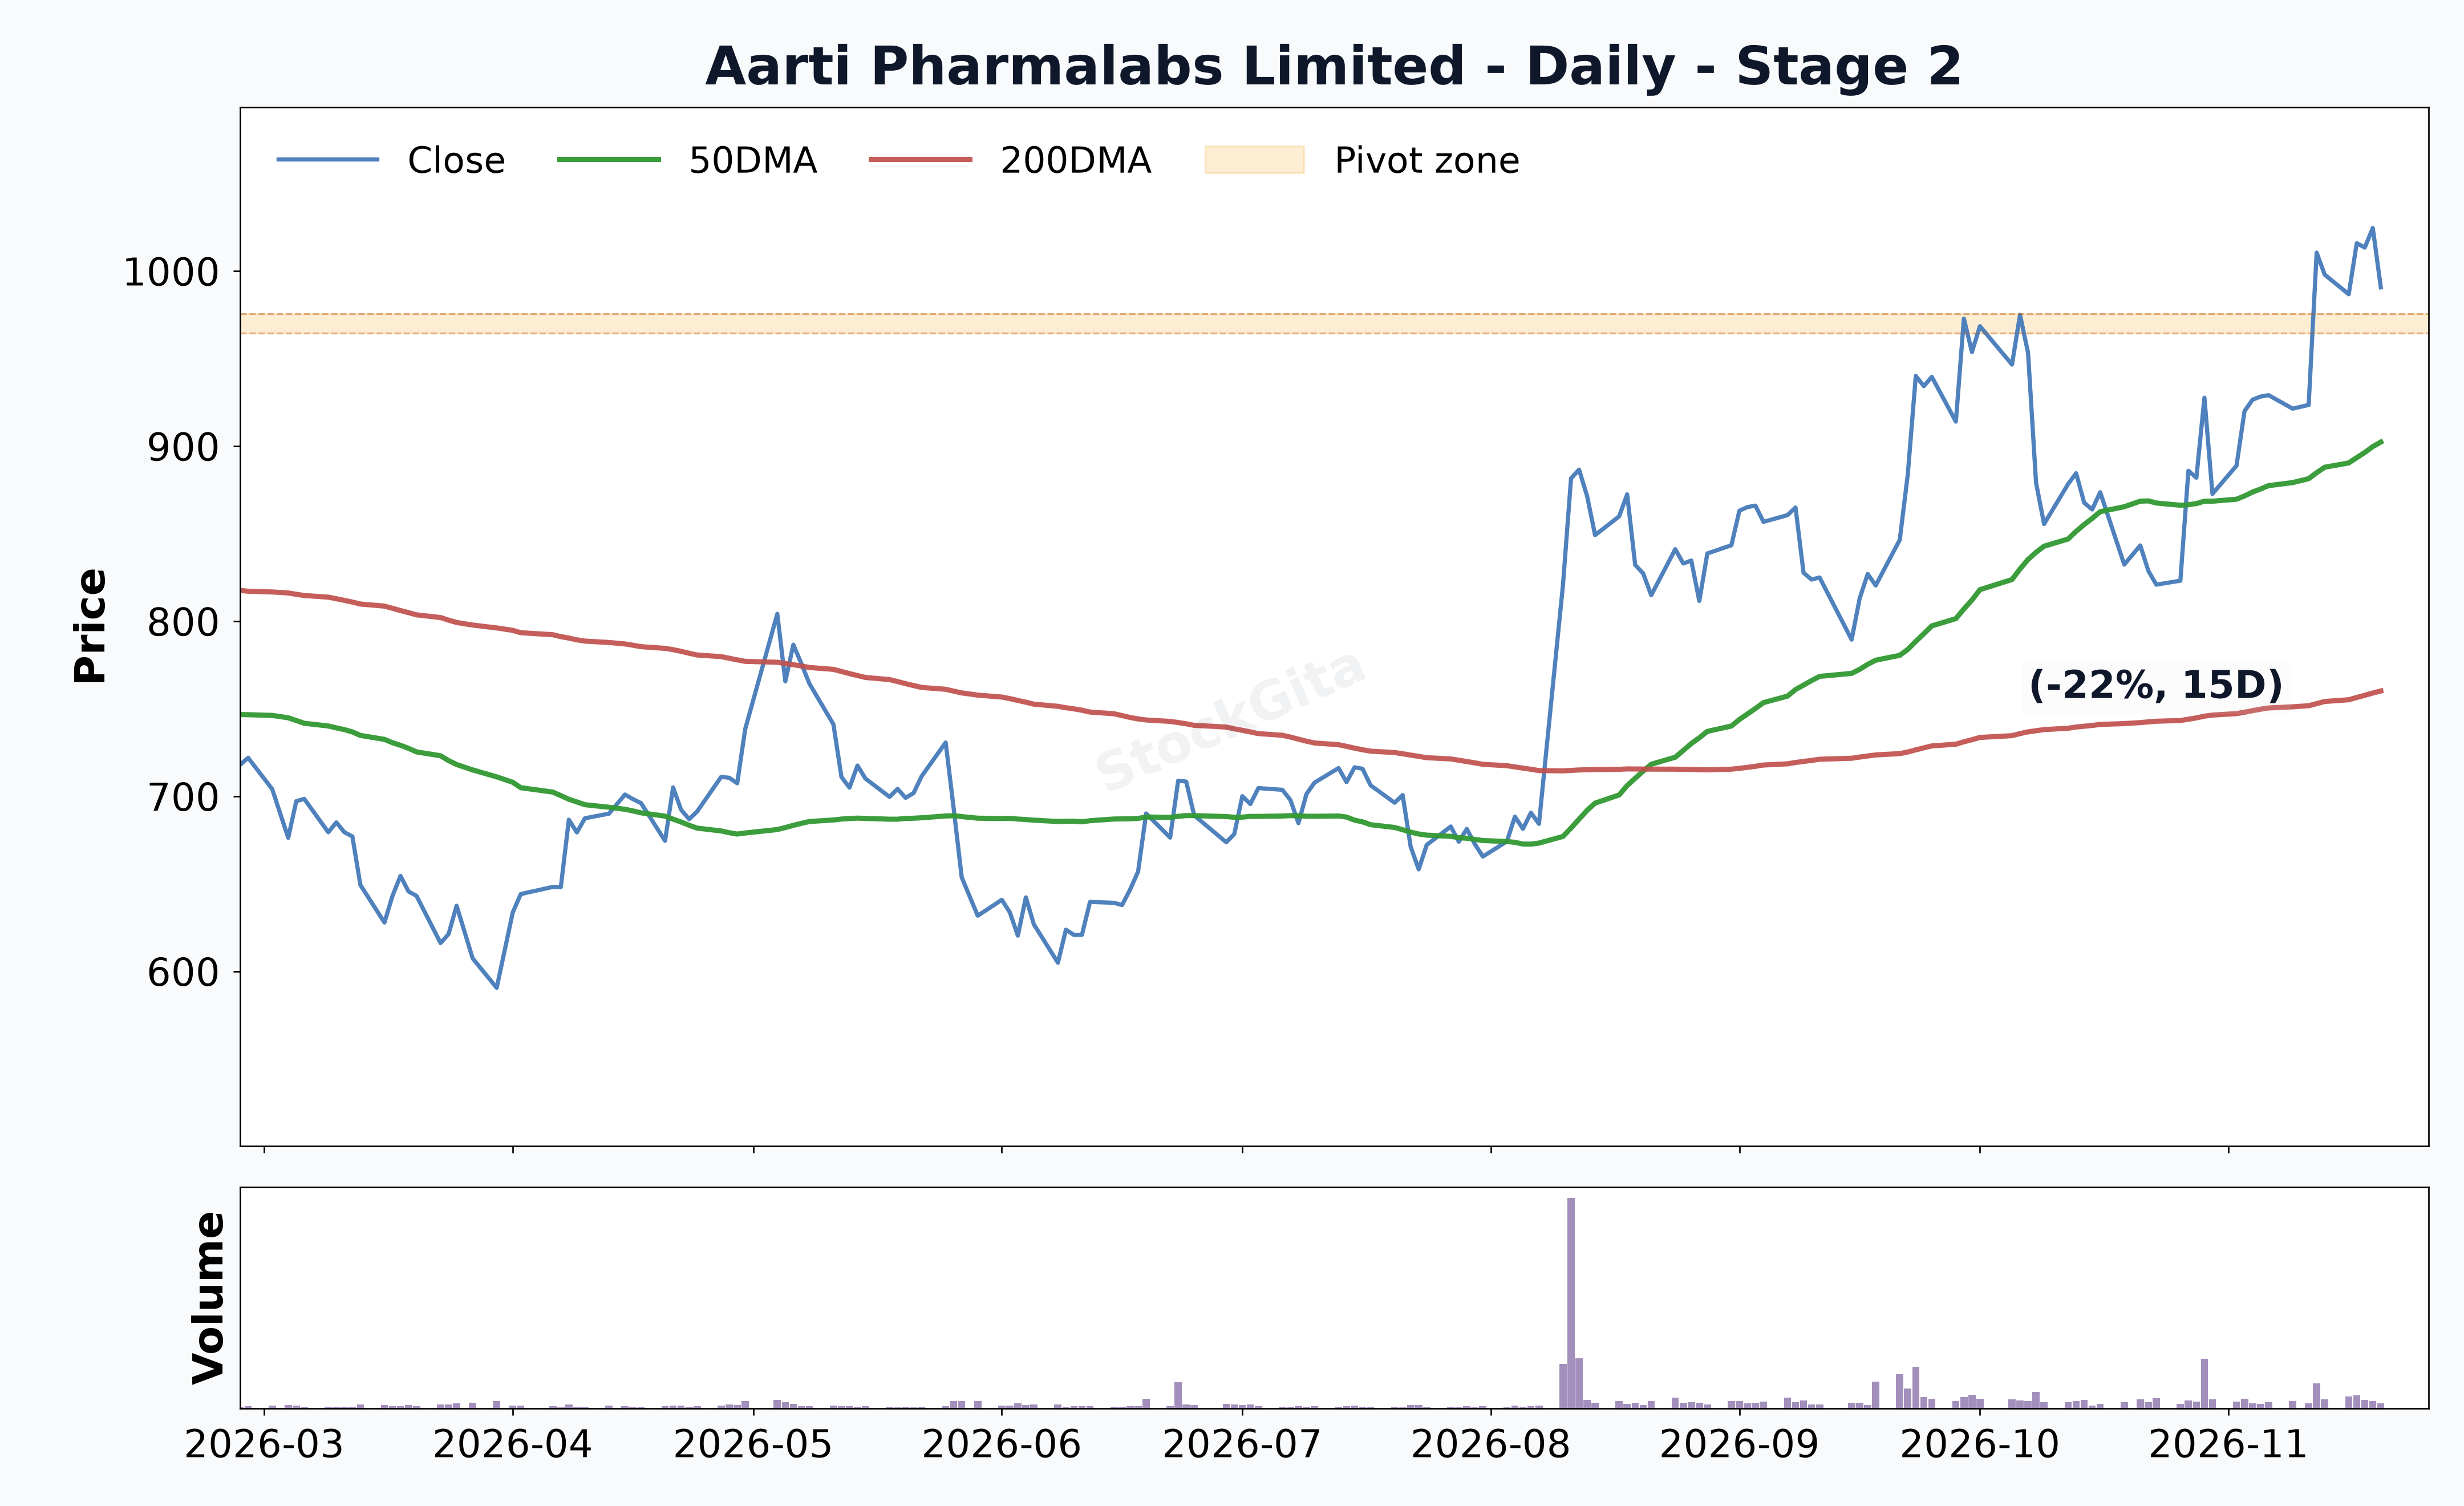 Aarti Pharmalabs Limited - Daily - Stage 2
Close 50DMA 200DMA Pivot zone
Price
1000
900
800
700
600
(-22%, 15D)
StockGita
Volume
2026-03 2026-04 2026-05 2026-06 2026-07 2026-08 2026-09 2026-10 2026-11